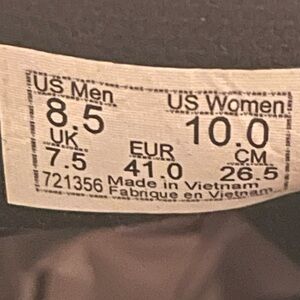 US Men US Women
8.5 10.0
UK EUR CM
7.5 41.0 26.5
721356 Made in Vietnam
Fabrique en Vietnam